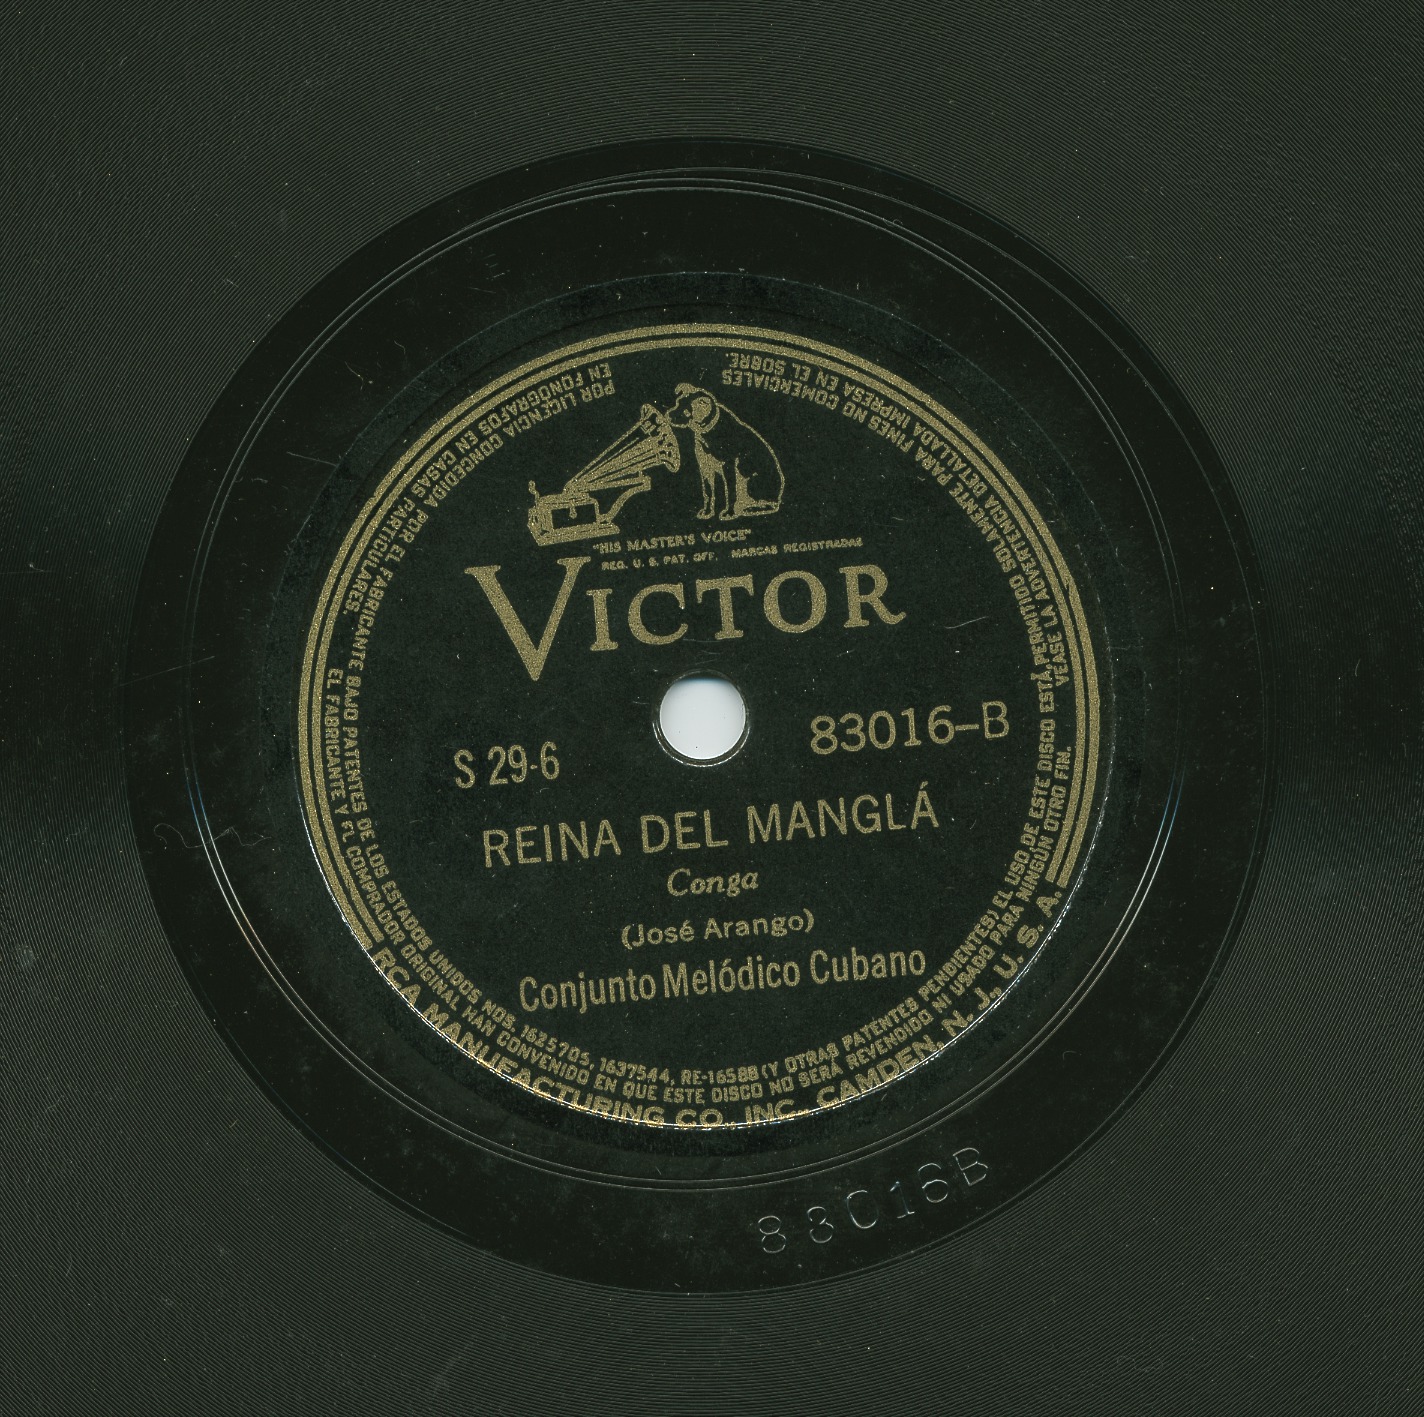 "HIS MASTER'S VOICE"
REG. U. S. PAT. OFF. MARCAS REGISTRADAS
VICTOR
S 29-6
83016-B
REINA DEL MANGLÁ
Conga
(José Arango)
Conjunto Melódico Cubano
POR LICENCIA CONCEDIDA POR EL FABRICANTE BAJO PATENTES DE LOS ESTADOS UNIDOS NOS. 1625705, 1637544, RE-16588 (Y OTRAS PATENTES PENDIENTES) EL USO DE ESTE DISCO ESTÁ PERMITIDO SOLAMENTE PARA FINES NO COMERCIALES
EN FONÓGRAFOS EN CASAS PARTICULARES.
EL FABRICANTE Y EL COMPRADOR ORIGINAL HAN CONVENIDO EN QUE ESTE DISCO NO SERÁ REVENDIDO NI USADO PARA NINGÚN OTRO FIN.
VEASE LA ADVERTENCIA DETALLADA IMPRESA EN EL SOBRE.
RCA MANUFACTURING CO., INC., CAMDEN, N. J., U. S. A.
83016B